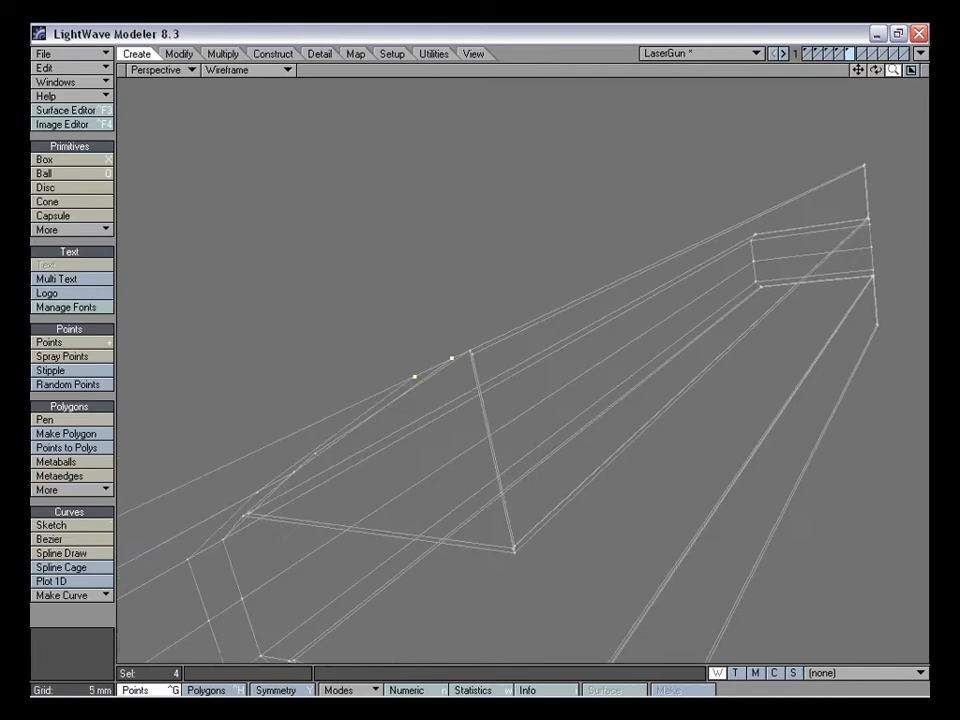 LightWave Modeler 8.3
File Create Modify Multiply Construct Detail Map Setup Utilities View LaserGun * 1
Edit Perspective Wireframe
Windows
Help
Surface Editor F3
Image Editor ^F4
Primitives
Box X
Ball O
Disc
Cone
Capsule
More
Text
Text
Multi Text
Logo
Manage Fonts
Points
Points +
Spray Points
Stipple
Random Points
Polygons
Pen
Make Polygon
Points to Polys
Metaballs
Metaedges
More
Curves
Sketch
Bezier
Spline Draw
Spline Cage
Plot 1D
Make Curve
Sel: 4 W T M C S (none)
Grid: 5 mm Points ^G Polygons ^H Symmetry Y Modes Numeric n Statistics w Info i Surface Make